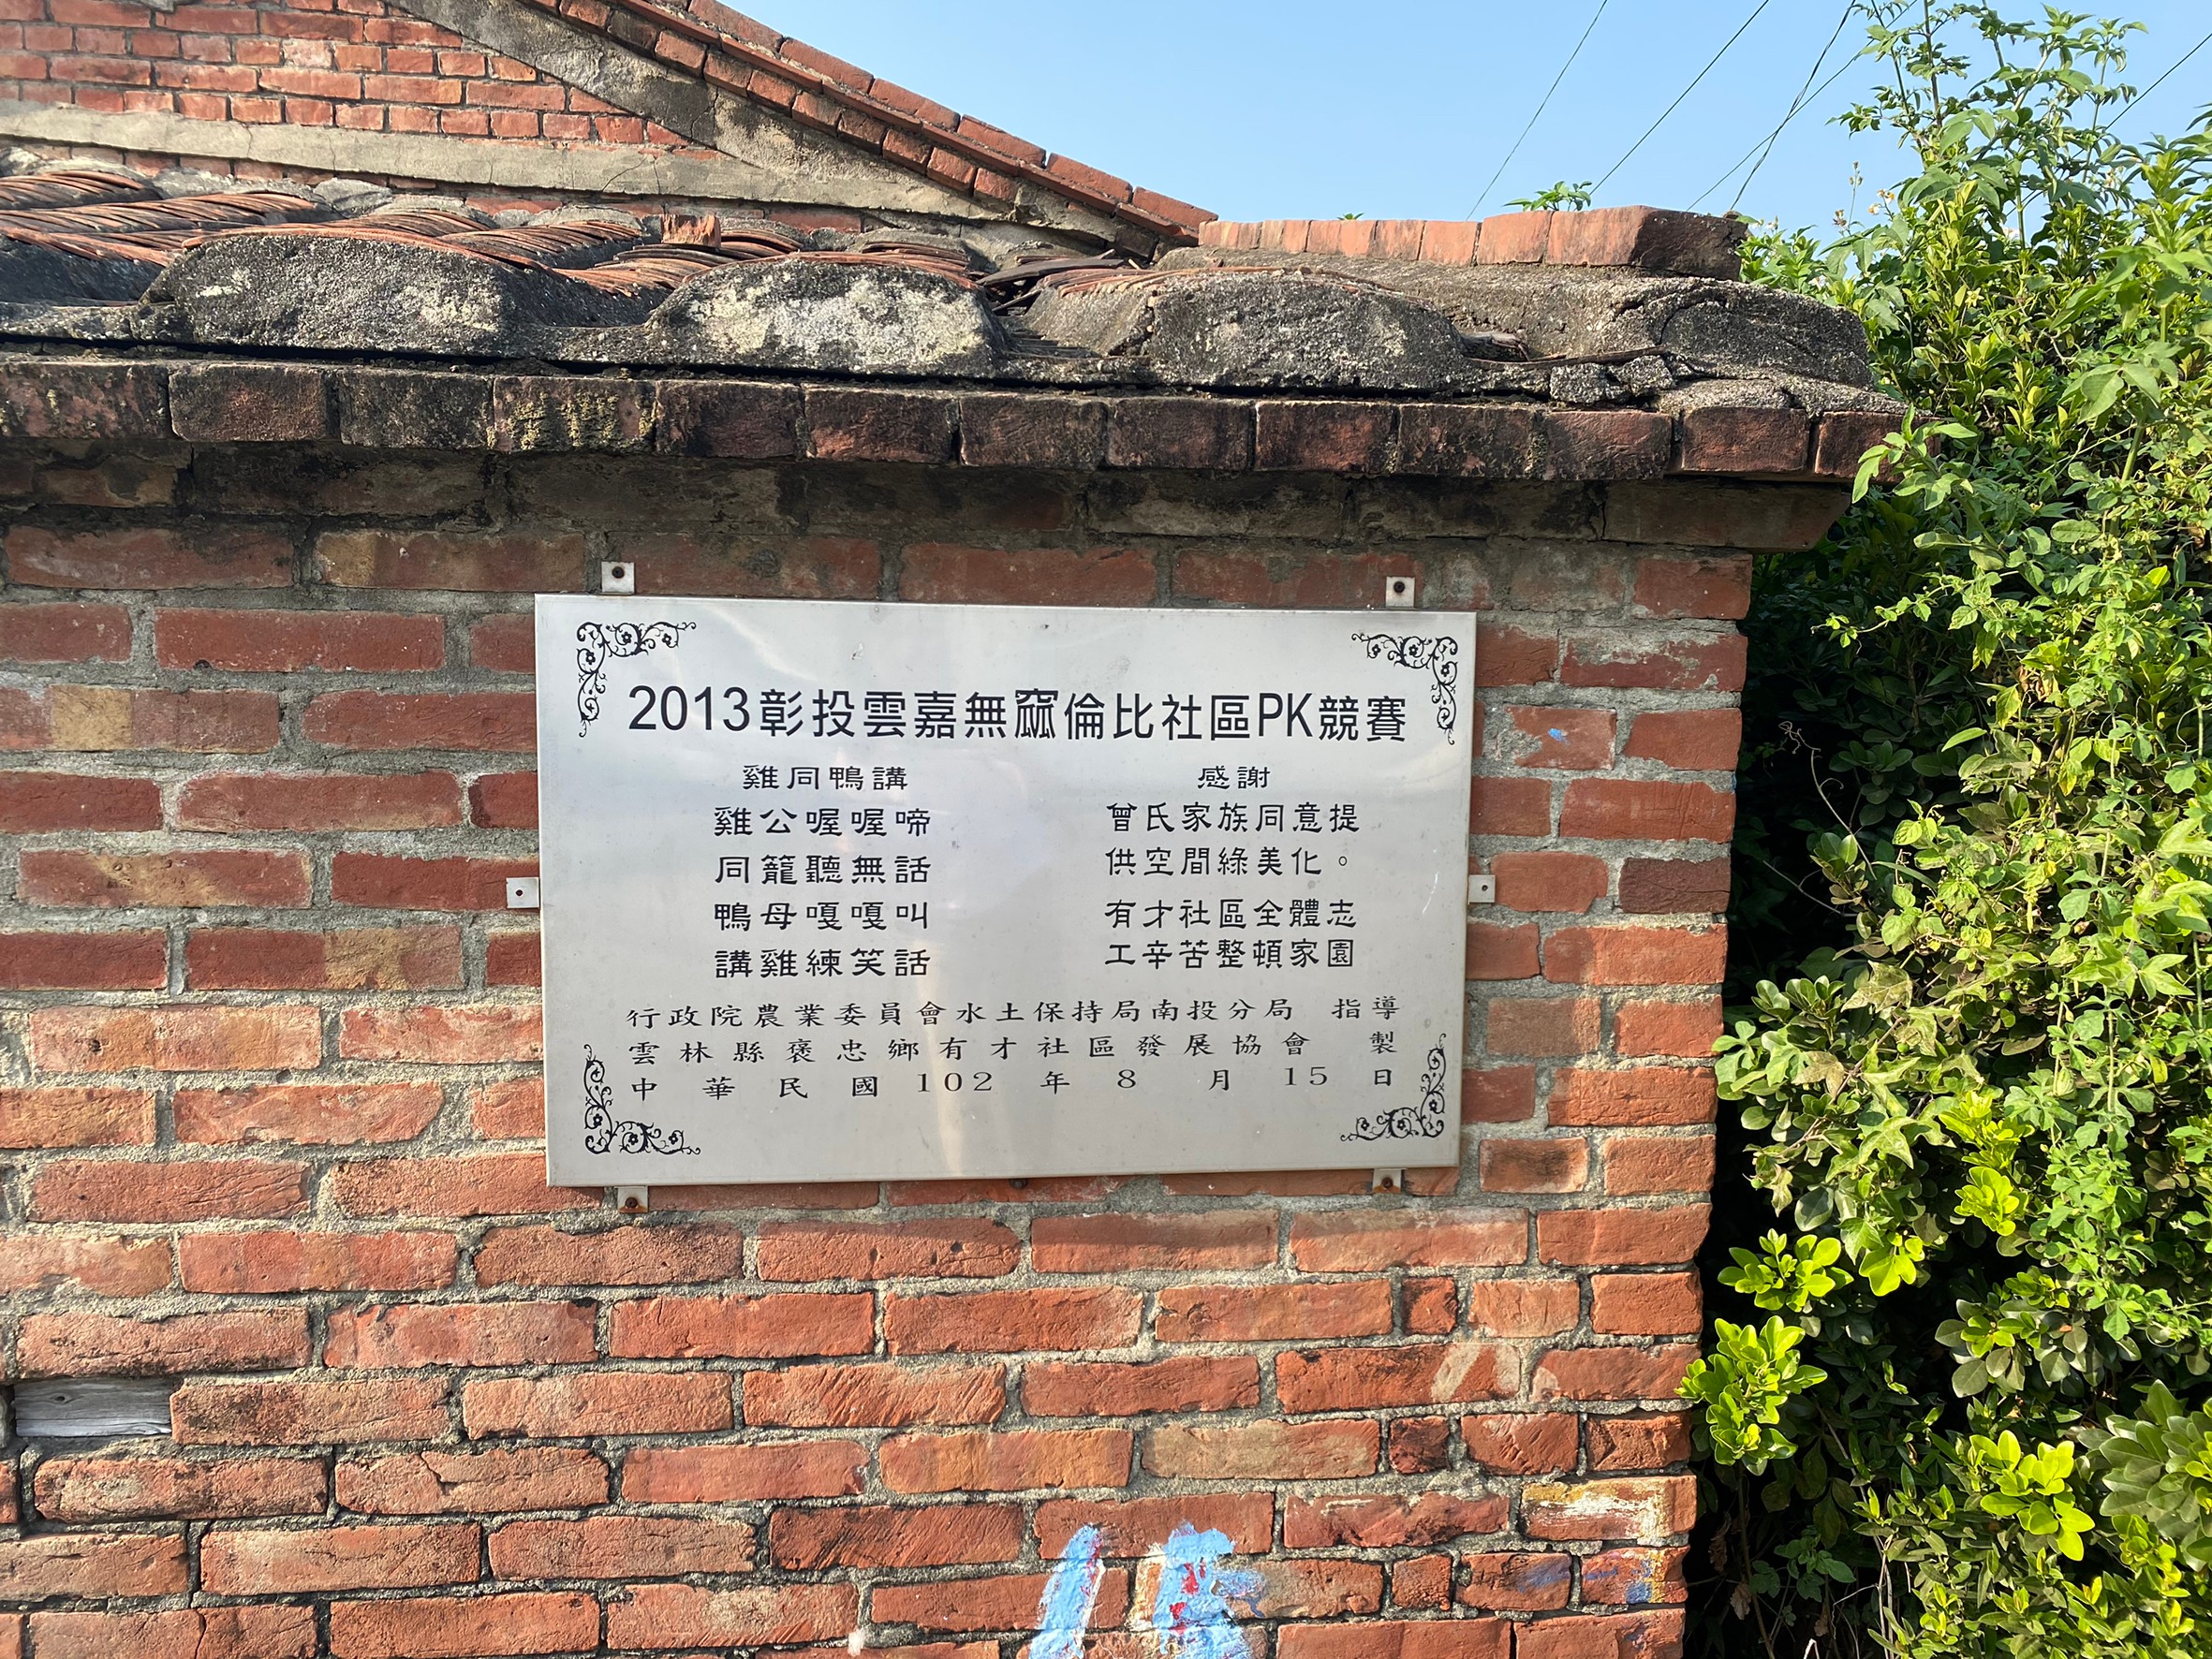 2013彰投雲嘉無窳倫比社區PK競賽
雞同鴨講
雞公喔喔啼
同籠聽無話
鴨母嘎嘎叫
講雞練笑話
感謝
曾氏家族同意提
供空間綠美化。
有才社區全體志
工辛苦整頓家園
行政院農業委員會水土保持局南投分局 指導
雲林縣褒忠鄉有才社區發展協會 製
中華民國102年8月15日